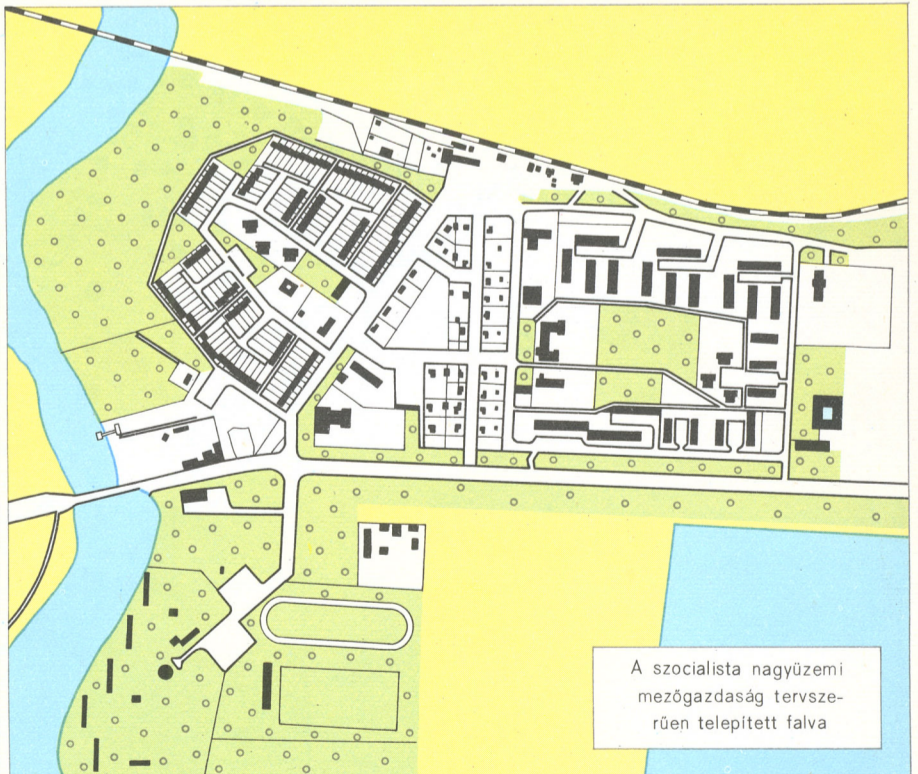 A szocialista nagyüzemi
mezőgazdaság tervsze-
rűen telepített falva